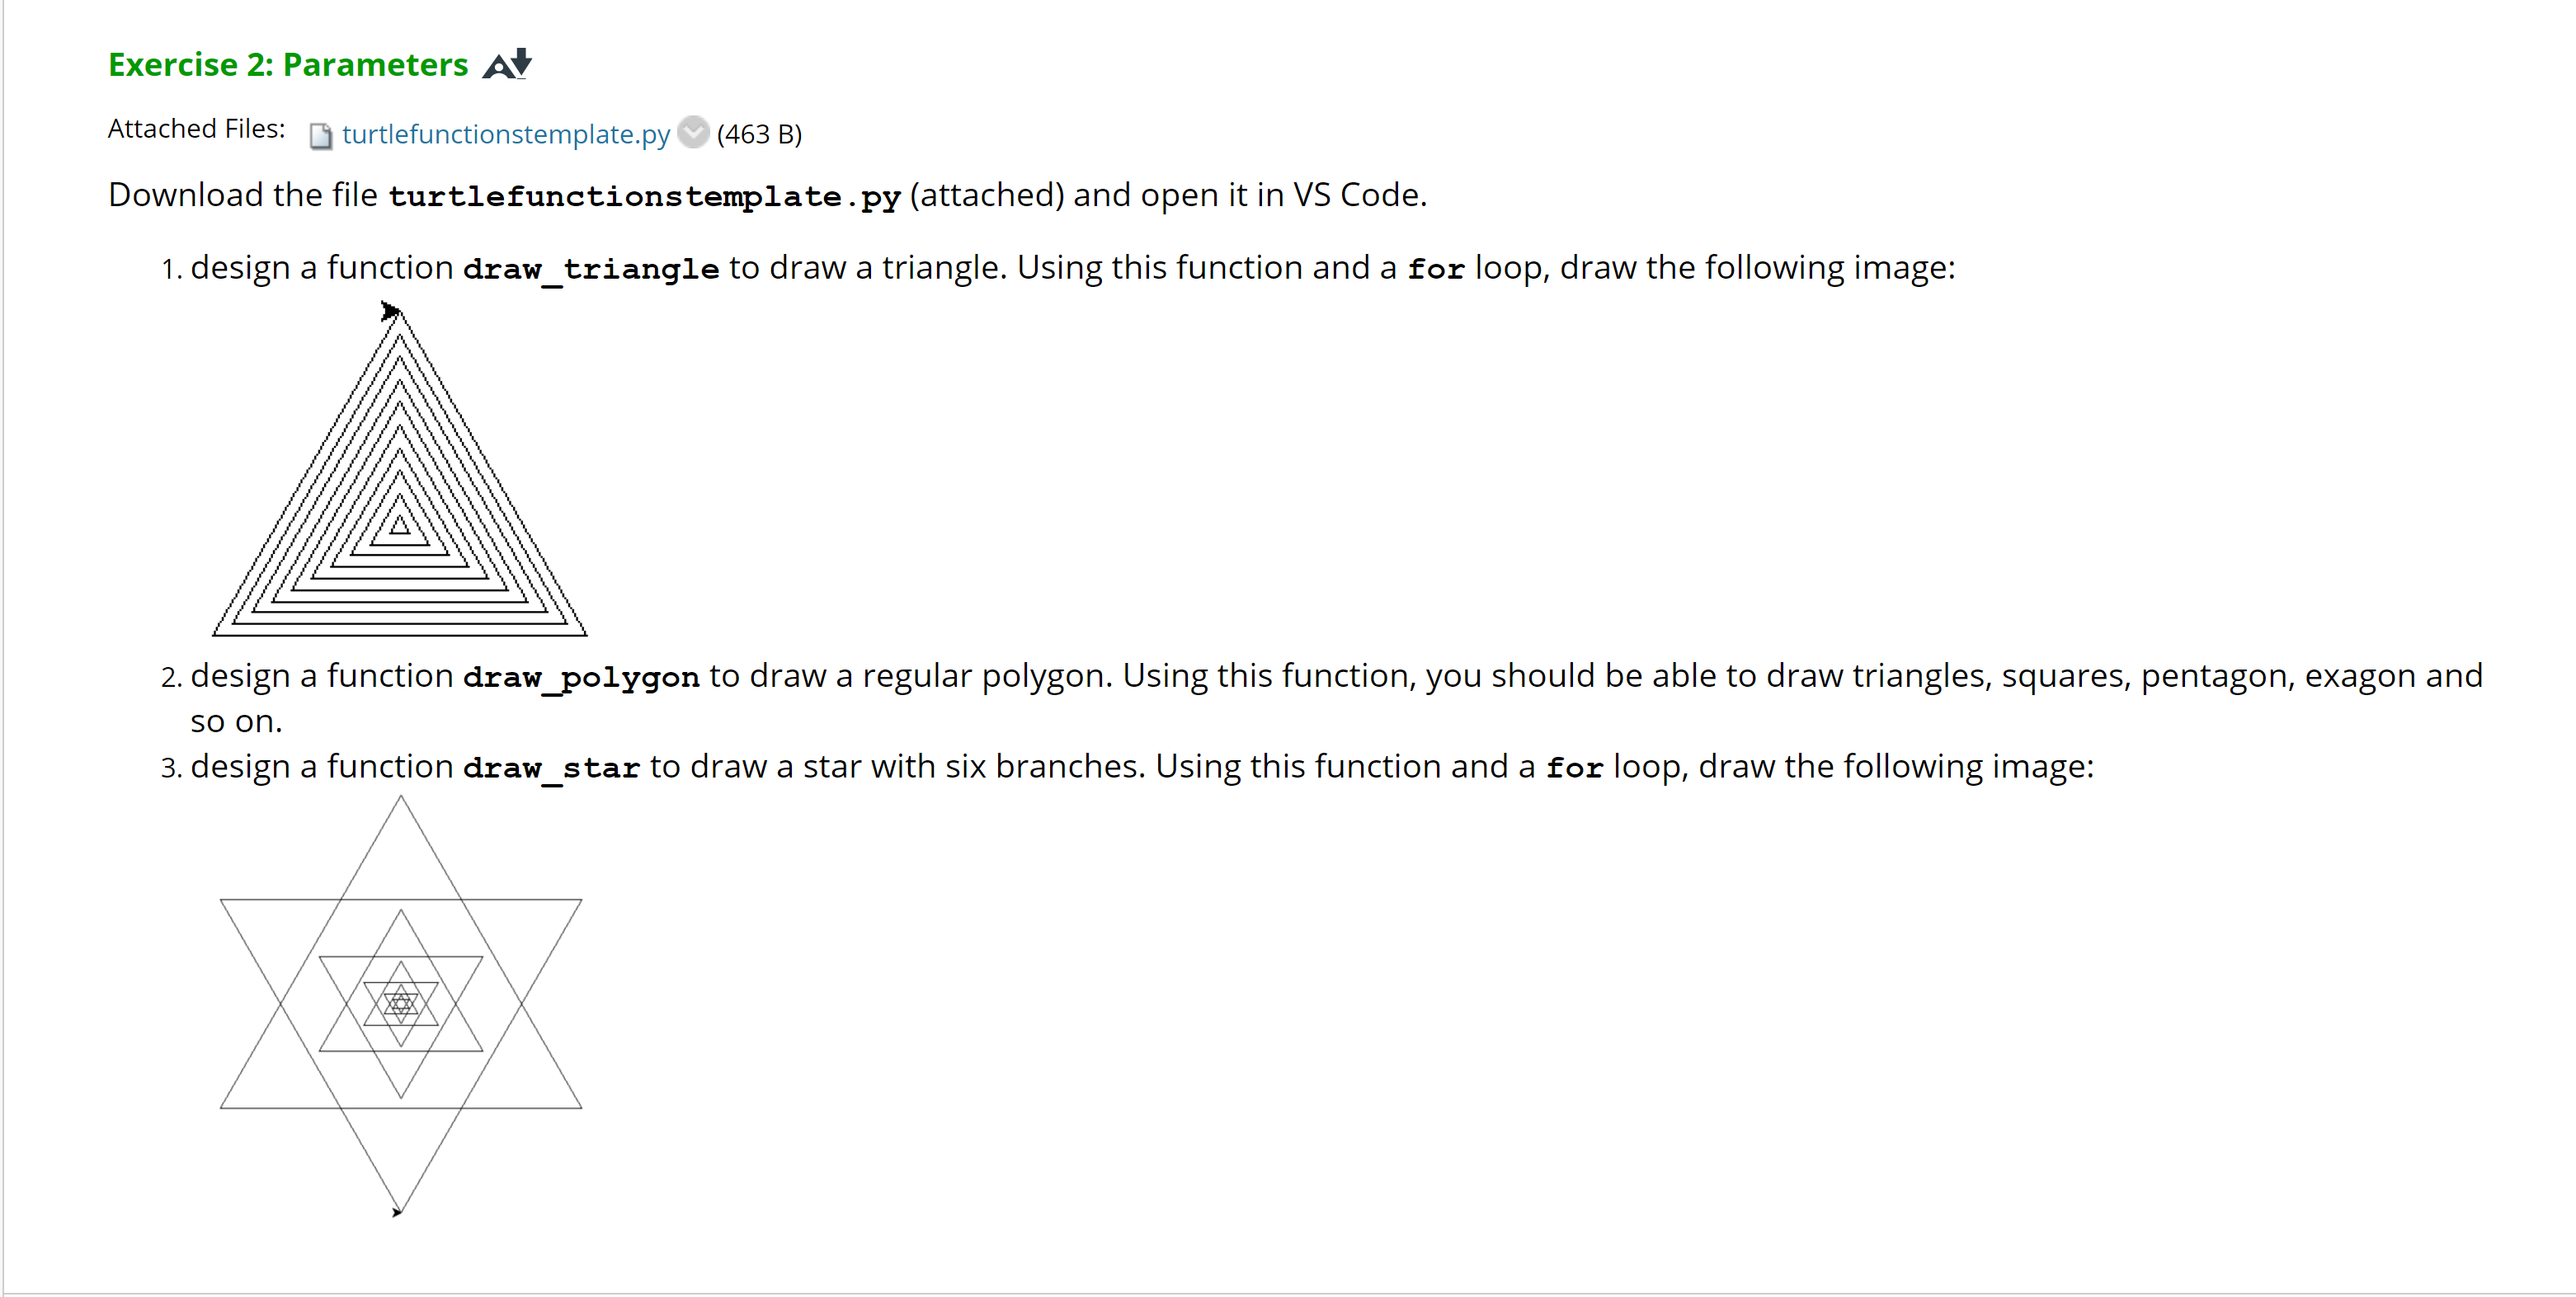 Exercise 2: Parameters
Attached Files: turtlefunctionstemplate.py (463 B)
Download the file turtlefunctionstemplate.py (attached) and open it in VS Code.
1. design a function draw_triangle to draw a triangle. Using this function and a for loop, draw the following image:
2. design a function draw_polygon to draw a regular polygon. Using this function, you should be able to draw triangles, squares, pentagon, exagon and
so on.
3. design a function draw_star to draw a star with six branches. Using this function and a for loop, draw the following image: